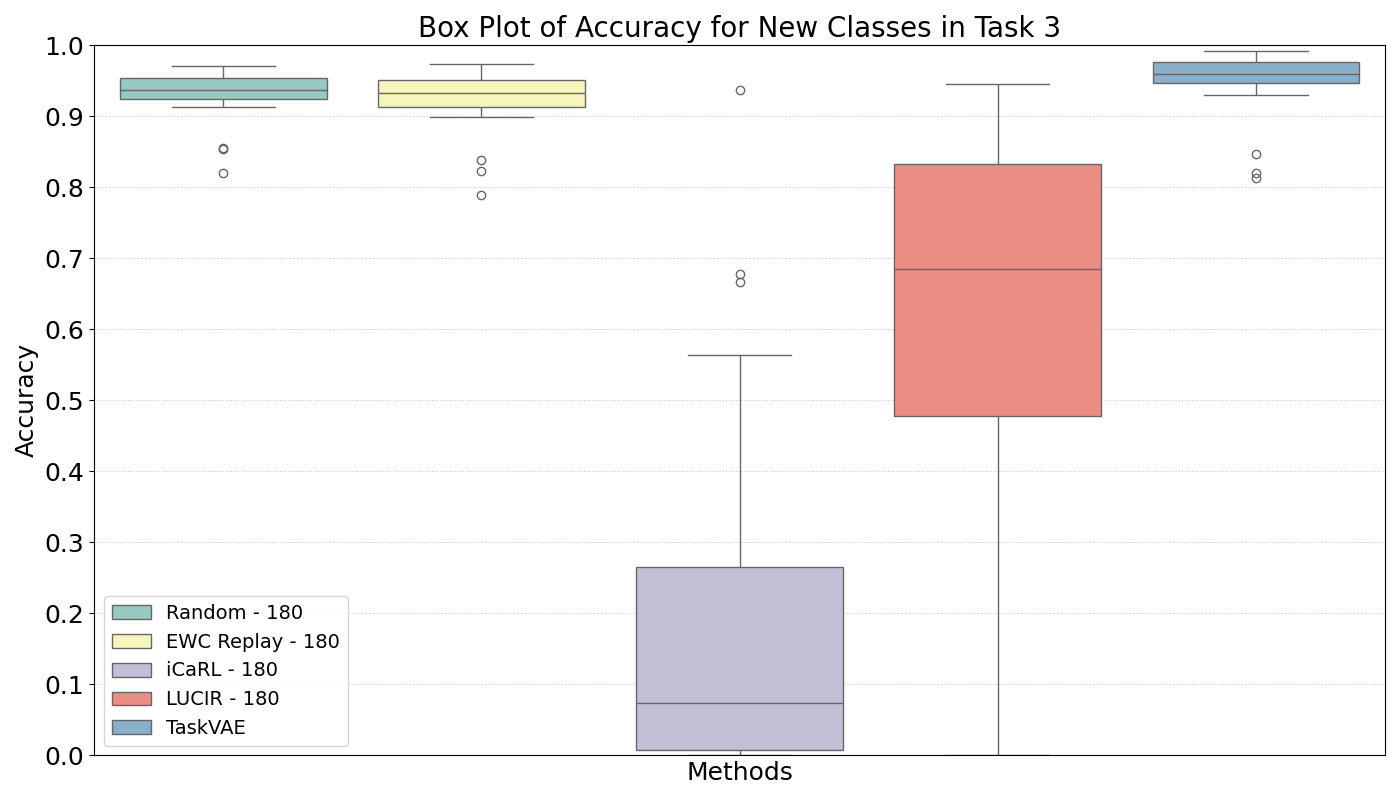 Box Plot of Accuracy for New Classes in Task 3
1.0
0.9
0.8
0.7
0.6
0.5
0.4
0.3
0.2
0.1
0.0
Accuracy
Random - 180
EWC Replay - 180
iCaRL - 180
LUCIR - 180
TaskVAE
Methods